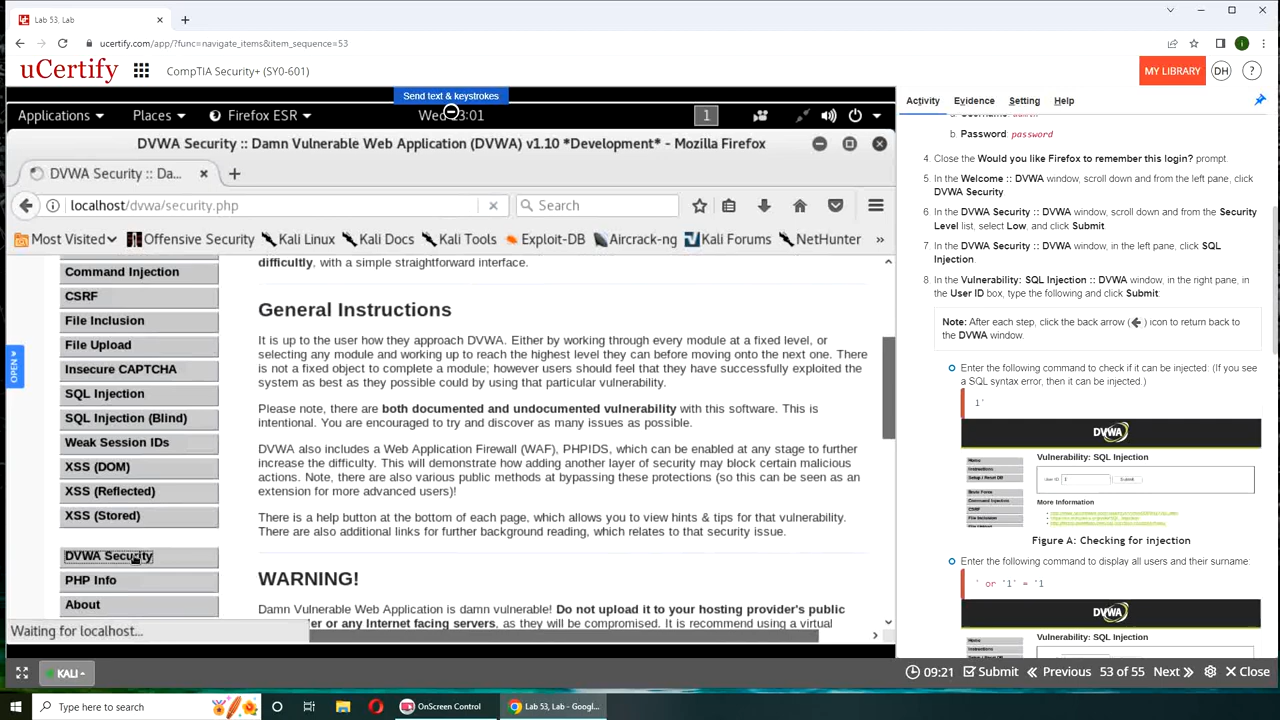 Lab 53, Lab
ucertify.com/app/?func=navigate_items&item_sequence=53
uCertify
CompTIA Security+ (SY0-601)
MY LIBRARY
DH
?
Send text & keystrokes
Applications
Places
Firefox ESR
1
DVWA Security :: Damn Vulnerable Web Application (DVWA) v1.10 *Development* - Mozilla Firefox
DVWA Security :: Da...
localhost/dvwa/security.php
Search
Most Visited
Offensive Security
Kali Linux
Kali Docs
Kali Tools
Exploit-DB
Aircrack-ng
Kali Forums
NetHunter
»
OPEN
Command Injection
CSRF
File Inclusion
File Upload
Insecure CAPTCHA
SQL Injection
SQL Injection (Blind)
Weak Session IDs
XSS (DOM)
XSS (Reflected)
XSS (Stored)
DVWA Security
PHP Info
About
difficultly, with a simple straightforward interface.
General Instructions
It is up to the user how they approach DVWA. Either by working through every module at a fixed level, or
selecting any module and working up to reach the highest level they can before moving onto the next one. There
is not a fixed object to complete a module; however users should feel that they have successfully exploited the
system as best as they possible could by using that particular vulnerability.
Please note, there are both documented and undocumented vulnerability with this software. This is
intentional. You are encouraged to try and discover as many issues as possible.
DVWA also includes a Web Application Firewall (WAF), PHPIDS, which can be enabled at any stage to further
increase the difficulty. This will demonstrate how adding another layer of security may block certain malicious
actions. Note, there are also various public methods at bypassing these protections (so this can be seen as an
extension for more advanced users)!
There is a help button at the bottom of each page, which allows you to view hints & tips for that vulnerability.
There are also additional links for further background reading, which relates to that security issue.
WARNING!
Damn Vulnerable Web Application is damn vulnerable! Do not upload it to your hosting provider's public
or any Internet facing servers, as they will be compromised. It is recommend using a virtual
Waiting for localhost...
KALI
Activity
Evidence
Setting
Help
b. Password: password
4. Close the Would you like Firefox to remember this login? prompt.
5. In the Welcome :: DVWA window, scroll down and from the left pane, click
DVWA Security
6. In the DVWA Security :: DVWA window, scroll down and from the Security
Level list, select Low, and click Submit.
7. In the DVWA Security :: DVWA window, in the left pane, click SQL
Injection.
8. In the Vulnerability: SQL Injection :: DVWA window, in the right pane, in
the User ID box, type the following and click Submit:
Note: After each step, click the back arrow ( ) icon to return back to
the DVWA window.
Enter the following command to check if it can be injected: (If you see
a SQL syntax error, then it can be injected.)
1'
DVWA
Vulnerability: SQL Injection
User ID
Submit
More Information
Figure A: Checking for injection
Enter the following command to display all users and their surname:
' or '1' = '1
DVWA
Vulnerability: SQL Injection
09:21
Submit
Previous
53 of 55
Next
Close
Type here to search
OnScreen Control
Lab 53, Lab - Googl...